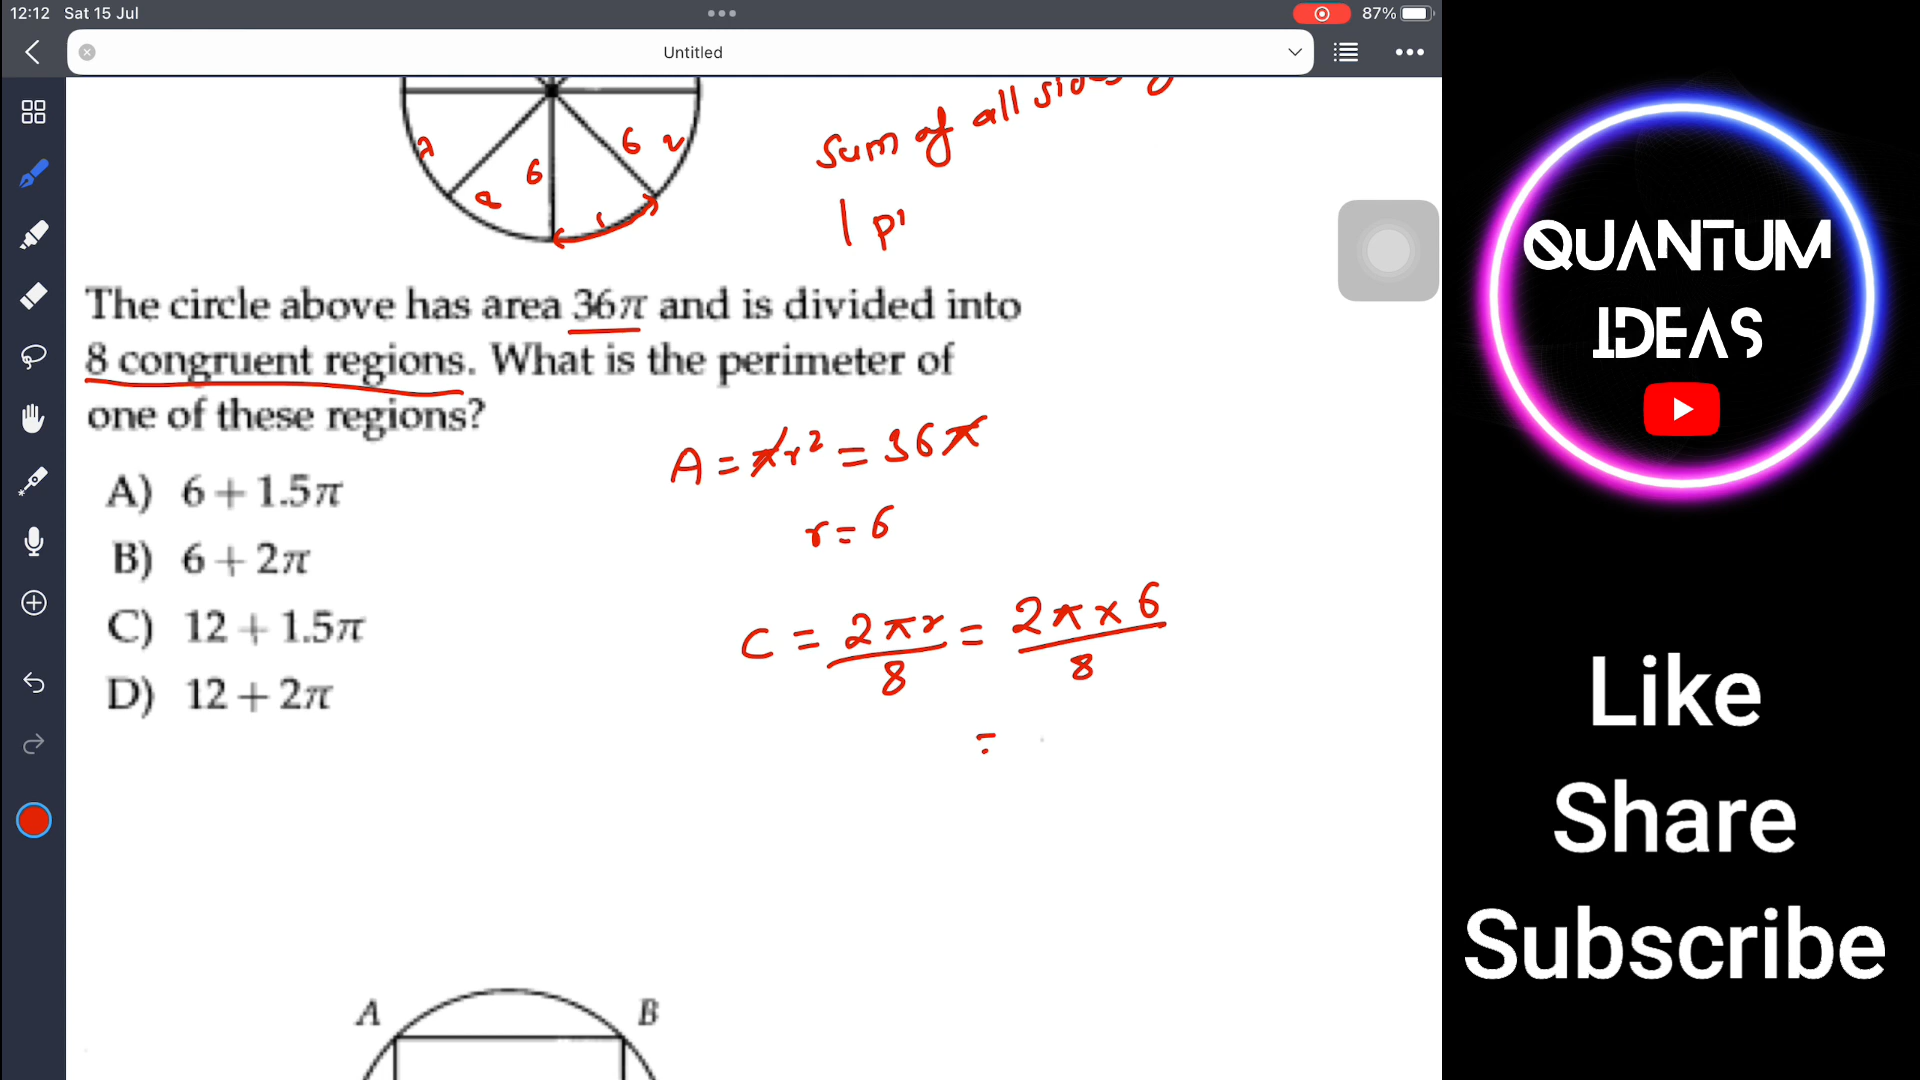 12:12 Sat 15 Jul
87%
Untitled
Sum of all
6
6
The circle above has area 36π and is divided into
8 congruent regions. What is the perimeter of
one of these regions?
A) 6 + 1.5π
B) 6 + 2π
C) 12 + 1.5π
D) 12 + 2π
A = πr² = 36π
r = 6
C = 2πr/8 = 2π × 6/8
=
A B
QUANTUM
IDEAS
Like
Share
Subscribe